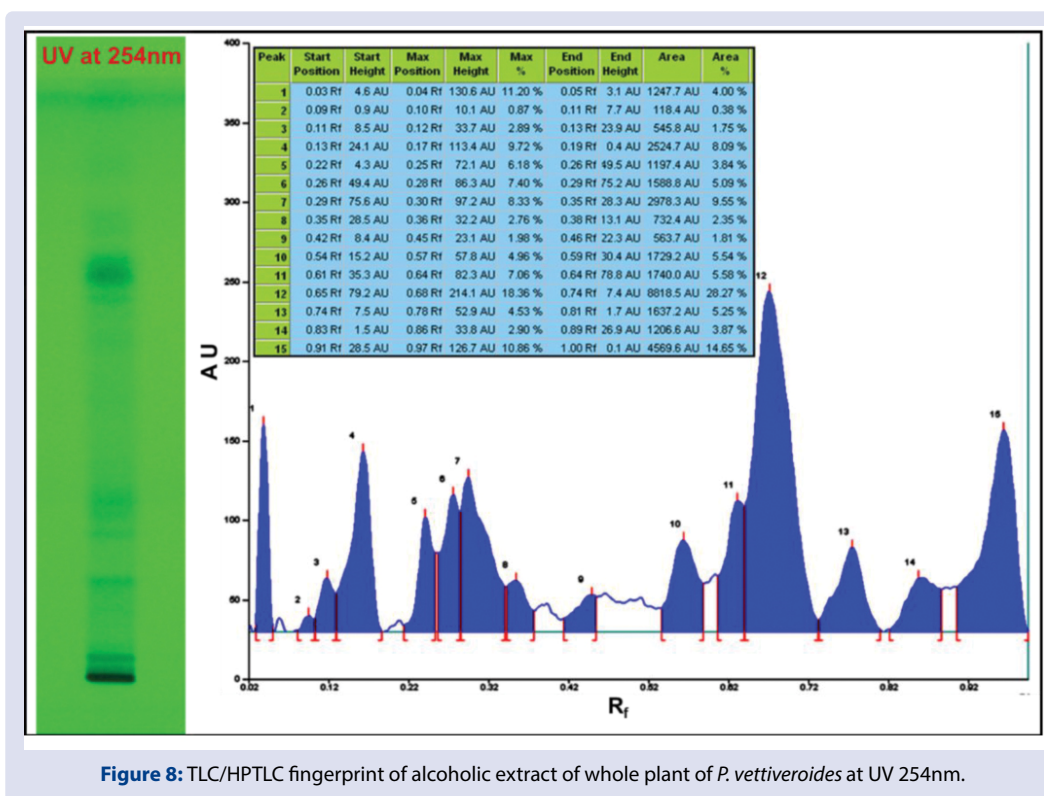 UV at 254nm
Peak Start Position Start Height Max Position Max Height Max % End Position End Height Area Area %
1 0.03 Rf 4.6 AU 0.04 Rf 130.6 AU 11.20 % 0.05 Rf 3.1 AU 1247.7 AU 4.00 %
2 0.09 Rf 0.9 AU 0.10 Rf 10.1 AU 0.87 % 0.11 Rf 7.7 AU 118.4 AU 0.38 %
3 0.11 Rf 8.5 AU 0.12 Rf 33.7 AU 2.89 % 0.13 Rf 23.9 AU 545.8 AU 1.75 %
4 0.13 Rf 24.1 AU 0.17 Rf 113.4 AU 9.72 % 0.19 Rf 0.4 AU 2524.7 AU 8.09 %
5 0.22 Rf 4.3 AU 0.25 Rf 72.1 AU 6.18 % 0.26 Rf 49.5 AU 1197.4 AU 3.84 %
6 0.26 Rf 49.4 AU 0.28 Rf 86.3 AU 7.40 % 0.29 Rf 75.2 AU 1588.8 AU 5.09 %
7 0.29 Rf 75.6 AU 0.30 Rf 97.2 AU 8.33 % 0.35 Rf 28.3 AU 2978.3 AU 9.55 %
8 0.35 Rf 28.5 AU 0.36 Rf 32.2 AU 2.76 % 0.38 Rf 13.1 AU 732.4 AU 2.35 %
9 0.42 Rf 8.4 AU 0.45 Rf 23.1 AU 1.98 % 0.46 Rf 22.3 AU 563.7 AU 1.81 %
10 0.54 Rf 15.2 AU 0.57 Rf 57.8 AU 4.96 % 0.59 Rf 30.4 AU 1729.2 AU 5.54 %
11 0.61 Rf 35.3 AU 0.64 Rf 82.3 AU 7.06 % 0.64 Rf 78.8 AU 1740.0 AU 5.58 %
12 0.65 Rf 79.2 AU 0.68 Rf 214.1 AU 18.36 % 0.74 Rf 7.4 AU 8818.5 AU 28.27 %
13 0.74 Rf 7.5 AU 0.78 Rf 52.9 AU 4.53 % 0.81 Rf 1.7 AU 1637.2 AU 5.25 %
14 0.83 Rf 1.5 AU 0.86 Rf 33.8 AU 2.90 % 0.89 Rf 26.9 AU 1206.6 AU 3.87 %
15 0.91 Rf 28.5 AU 0.97 Rf 126.7 AU 10.86 % 1.00 Rf 0.1 AU 4569.6 AU 14.65 %
400
350
300
250
200
150
100
50
0
AU
1
2
3
4
5
6
7
8
9
10
11
12
13
14
15
0.02 0.12 0.22 0.32 0.42 0.52 0.62 0.72 0.82 0.92
Rf
Figure 8: TLC/HPTLC fingerprint of alcoholic extract of whole plant of P. vettiveroides at UV 254nm.